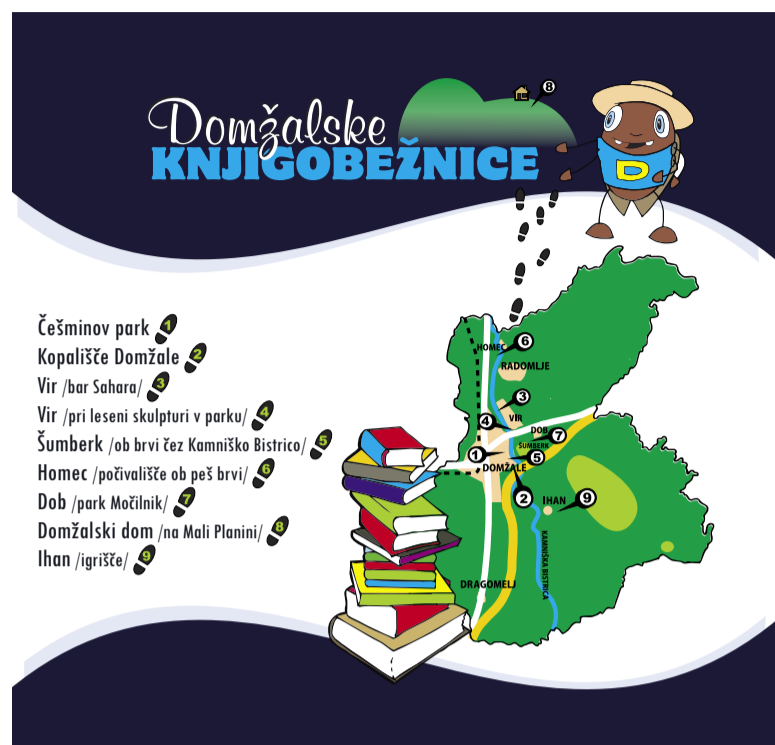 8
Domžalske
KNJIGOBEŽNICE
D
Češminov park 1
Kopališče Domžale 2
Vir /bar Sahara/ 3
Vir /pri leseni skulpturi v parku/ 4
Šumberk /ob brvi čez Kamniško Bistrico/ 5
Homec /počivališče ob peš brvi/ 6
Dob /park Močilnik/ 7
Domžalski dom /na Mali Planini/ 8
Ihan /igrišče/ 9
HOMEC 6
RADOMLJE
3
4 VIR
DOB 7
ŠUMBERK
1 5
DOMŽALE
2 IHAN 9
KAMNIŠKA BISTRICA
DRAGOMELJ